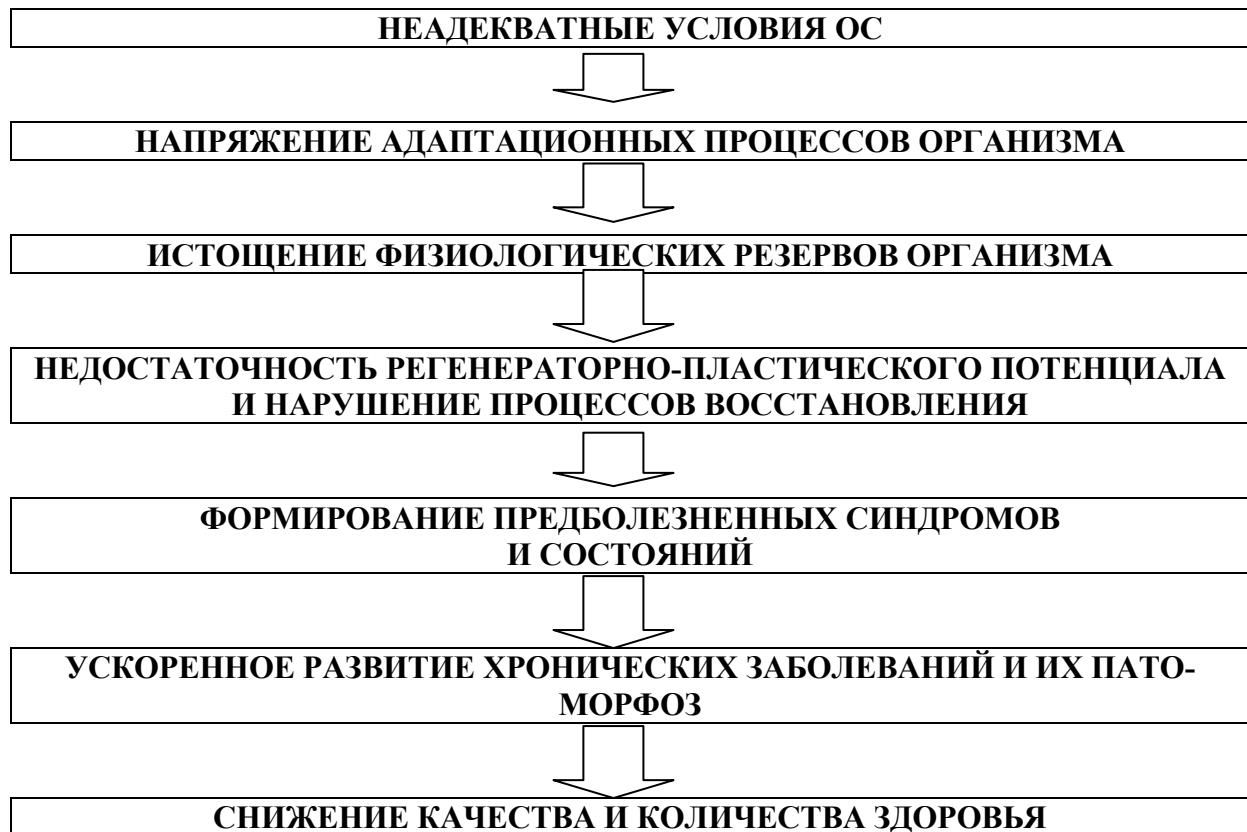 НЕАДЕКВАТНЫЕ УСЛОВИЯ ОС
НАПРЯЖЕНИЕ АДАПТАЦИОННЫХ ПРОЦЕССОВ ОРГАНИЗМА
ИСТОЩЕНИЕ ФИЗИОЛОГИЧЕСКИХ РЕЗЕРВОВ ОРГАНИЗМА
НЕДОСТАТОЧНОСТЬ РЕГЕНЕРАТОРНО-ПЛАСТИЧЕСКОГО ПОТЕНЦИАЛА
И НАРУШЕНИЕ ПРОЦЕССОВ ВОССТАНОВЛЕНИЯ
ФОРМИРОВАНИЕ ПРЕДБОЛЕЗНЕННЫХ СИНДРОМОВ
И СОСТОЯНИЙ
УСКОРЕННОЕ РАЗВИТИЕ ХРОНИЧЕСКИХ ЗАБОЛЕВАНИЙ И ИХ ПАТО-
МОРФОЗ
СНИЖЕНИЕ КАЧЕСТВА И КОЛИЧЕСТВА ЗДОРОВЬЯ